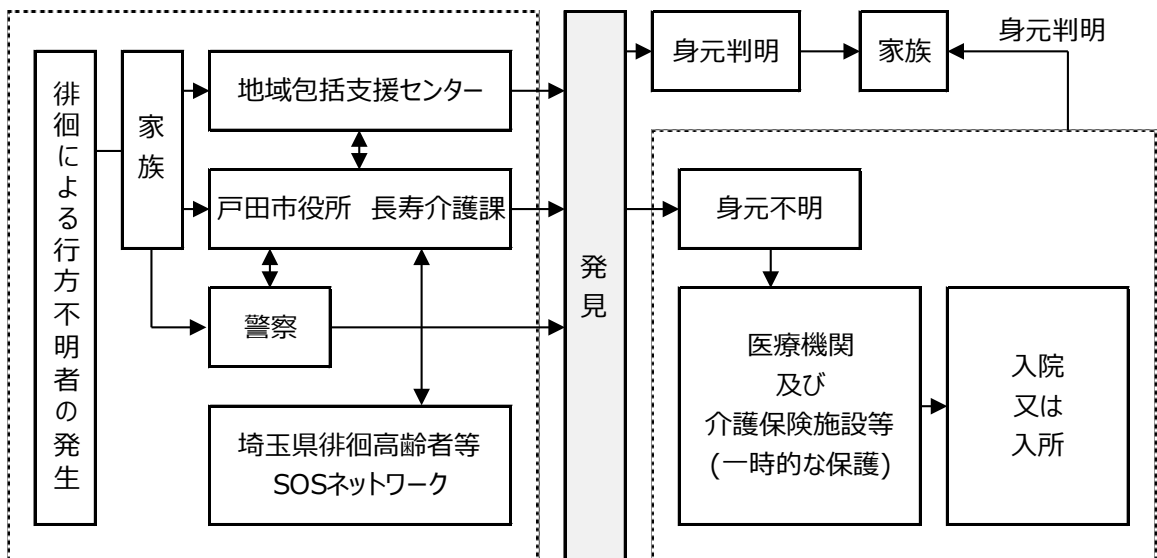 徘徊による行方不明者の発生
家族
地域包括支援センター
戸田市役所　長寿介護課
警察
埼玉県徘徊高齢者等
SOSネットワーク
発見
身元判明
家族
身元判明
身元不明
医療機関
及び
介護保険施設等
(一時的な保護)
入院
又は
入所